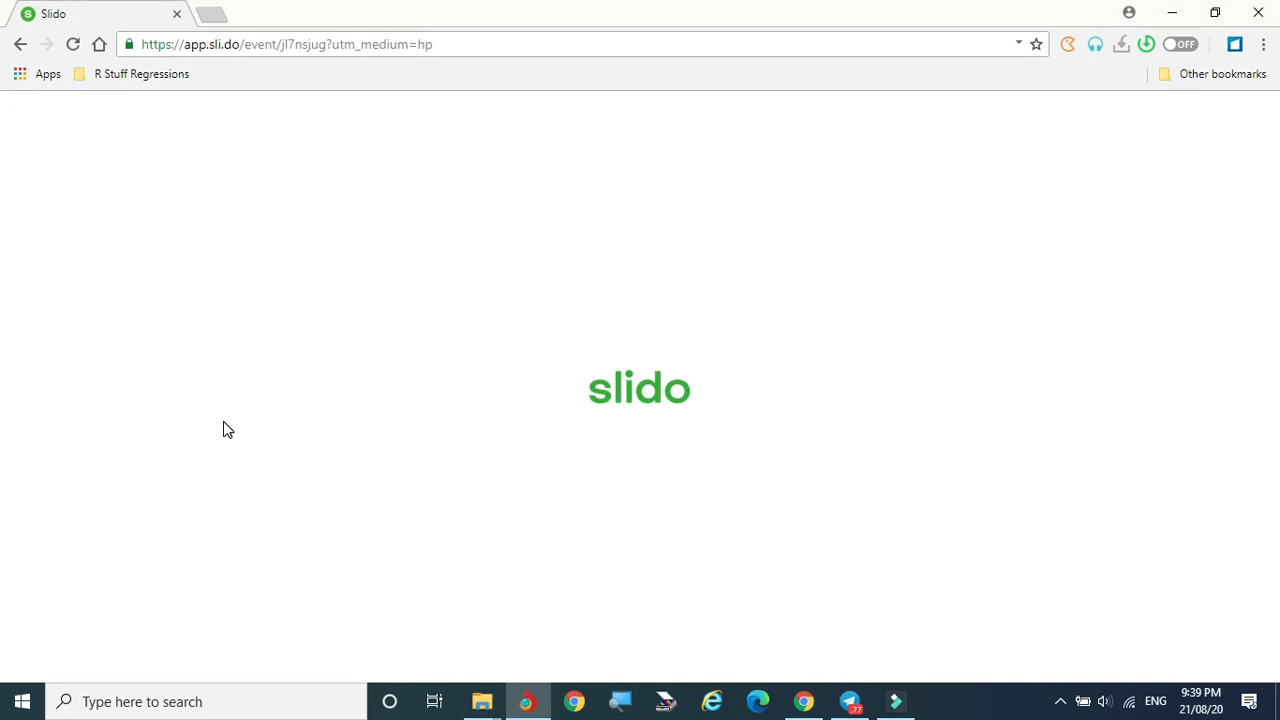 Slido
https://app.sli.do/event/jl7nsjug?utm_medium=hp
OFF
Apps
R Stuff Regressions
Other bookmarks
slido
Type here to search
77
ENG
9:39 PM
21/08/20